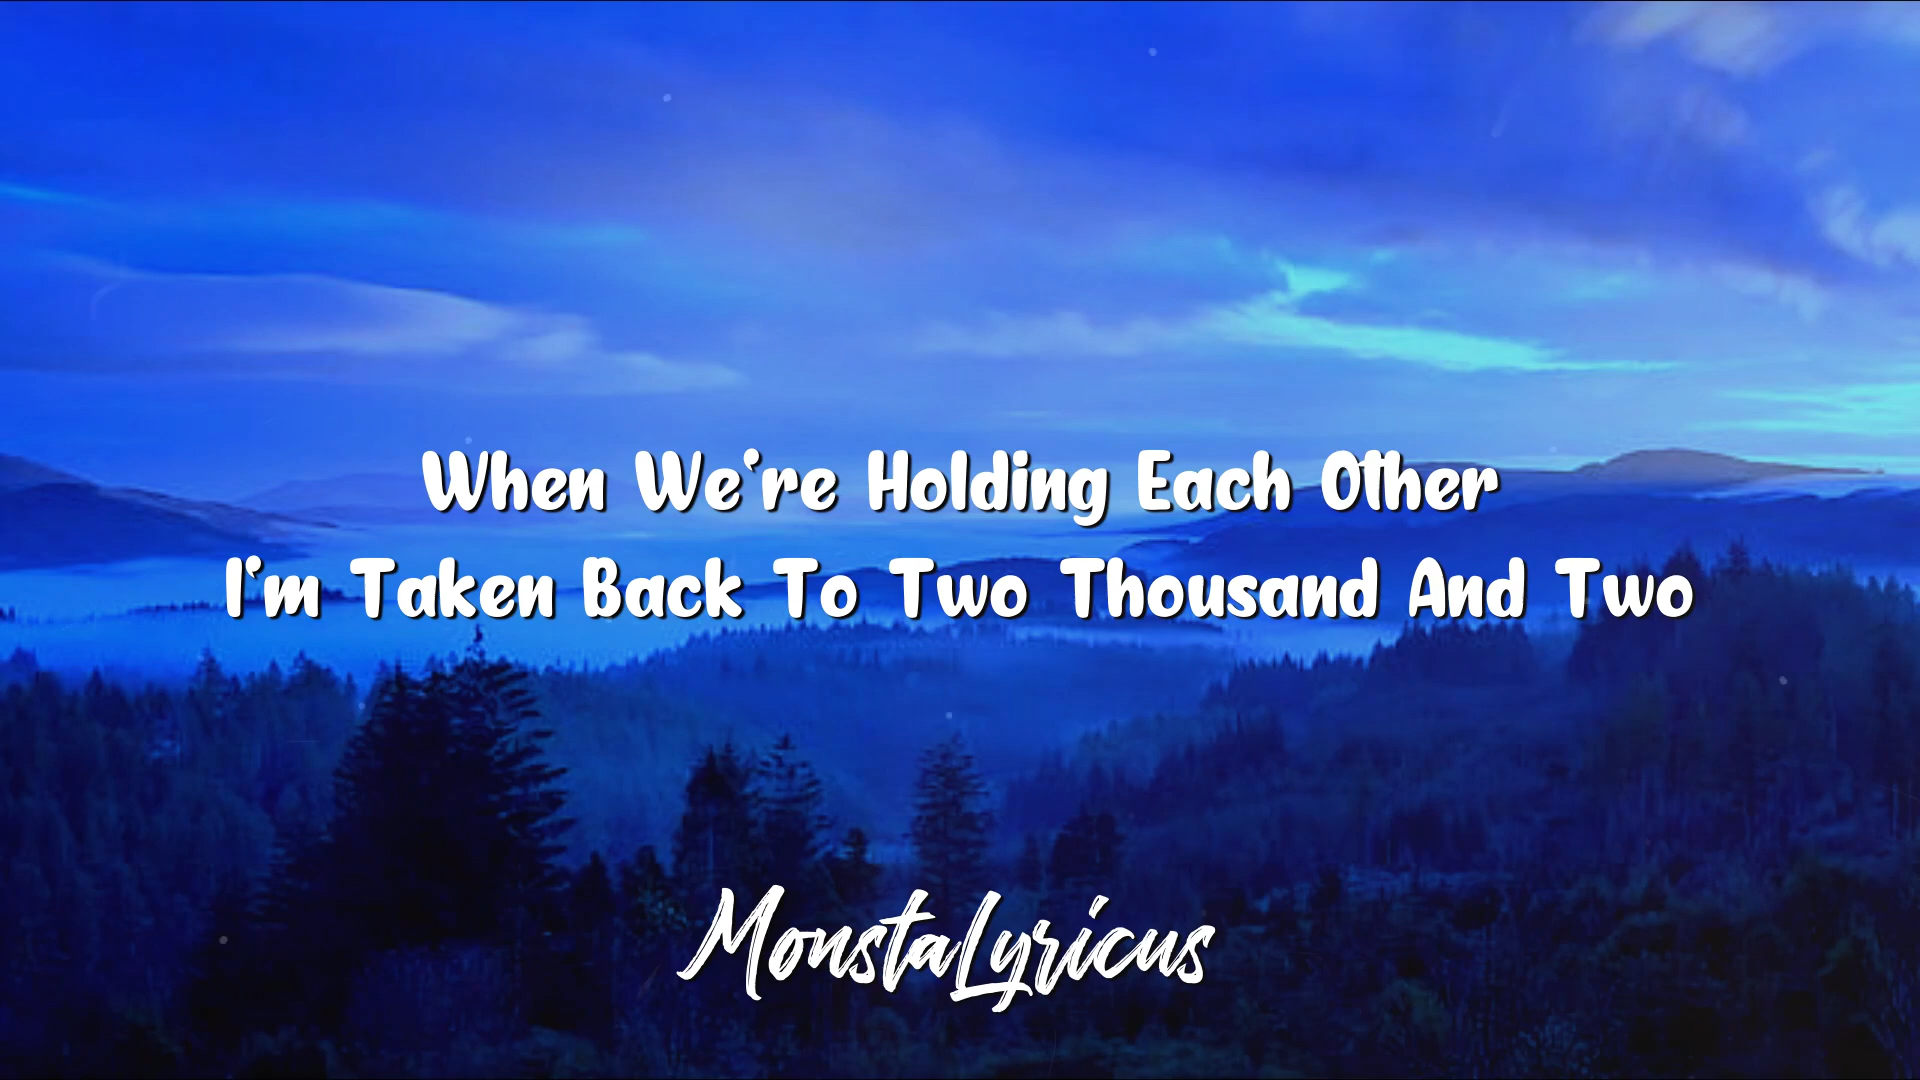 When We're Holding Each Other
I'm Taken Back To Two Thousand And Two
MonstaLyricus